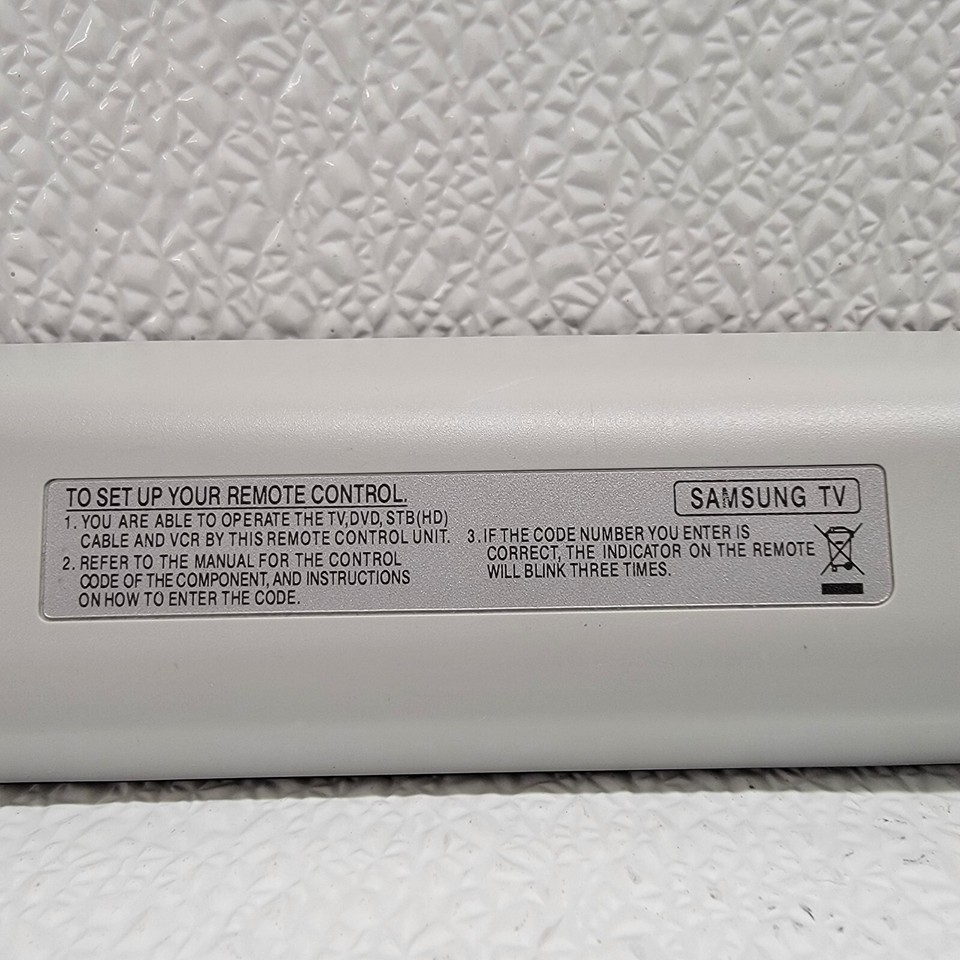 TO SET UP YOUR REMOTE CONTROL.
1. YOU ARE ABLE TO OPERATE THE TV,DVD, STB(HD)
CABLE AND VCR BY THIS REMOTE CONTROL UNIT.
2. REFER TO THE MANUAL FOR THE CONTROL
CODE OF THE COMPONENT, AND INSTRUCTIONS
ON HOW TO ENTER THE CODE.
SAMSUNG TV
3. IF THE CODE NUMBER YOU ENTER IS
CORRECT, THE INDICATOR ON THE REMOTE
WILL BLINK THREE TIMES.